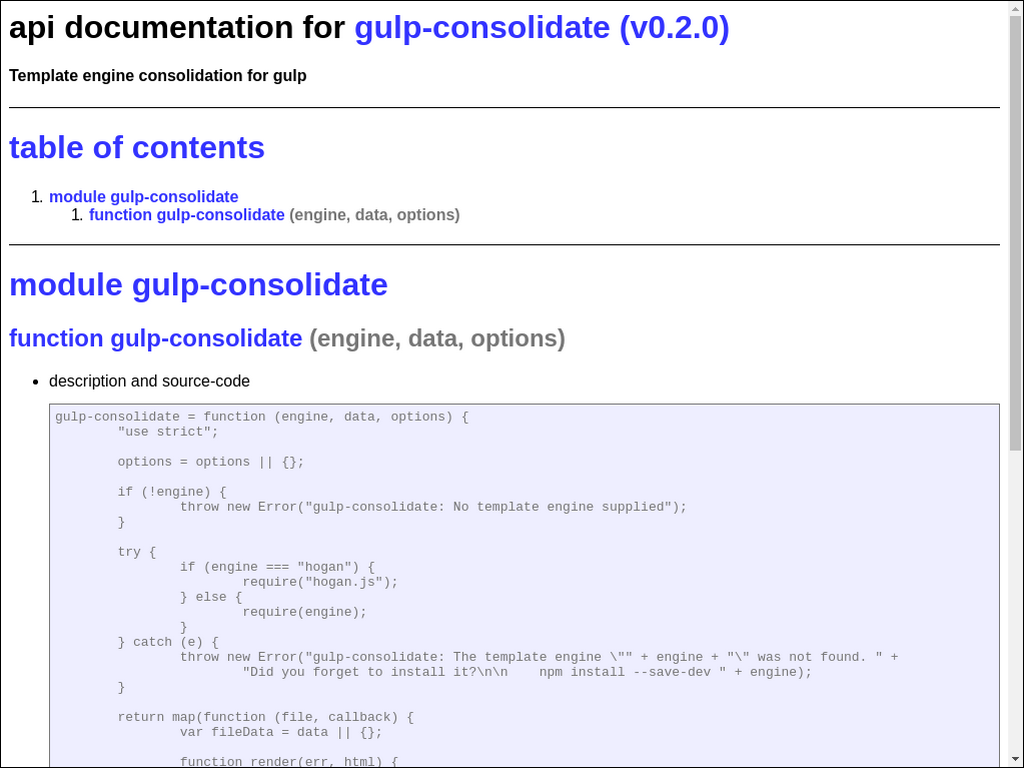 api documentation for gulp-consolidate (v0.2.0)
Template engine consolidation for gulp
table of contents
1. module gulp-consolidate
1. function gulp-consolidate (engine, data, options)
module gulp-consolidate
function gulp-consolidate (engine, data, options)
• description and source-code
gulp-consolidate = function (engine, data, options) {
        "use strict";
        options = options || {};
        if (!engine) {
                throw new Error("gulp-consolidate: No template engine supplied");
        }
        try {
                if (engine === "hogan") {
                        require("hogan.js");
                } else {
                        require(engine);
                }
        } catch (e) {
                throw new Error("gulp-consolidate: The template engine \"" + engine + "\" was not found. " +
                        "Did you forget to install it?\n\n    npm install --save-dev " + engine);
        }
        return map(function (file, callback) {
                var fileData = data || {};
                function render(err, html) {